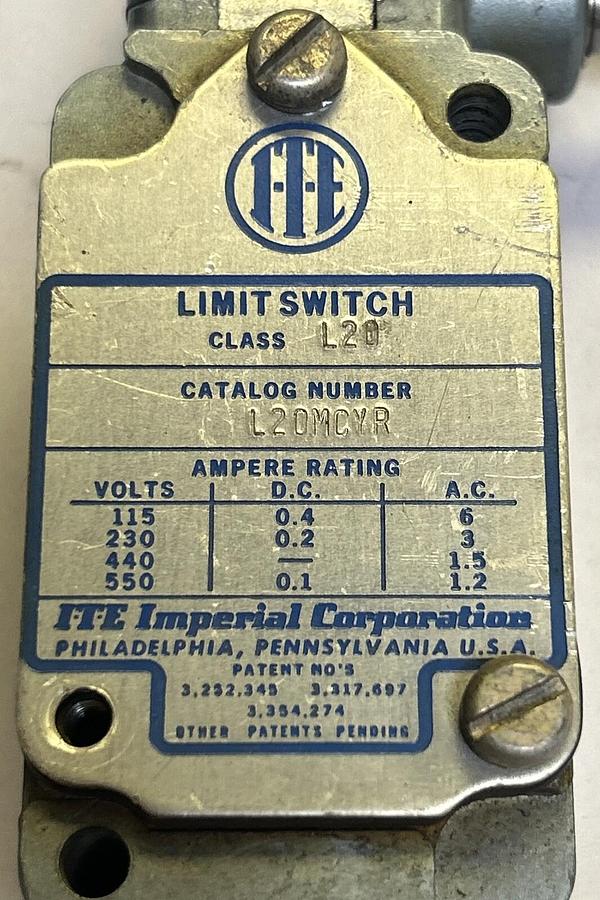 I-T-E
LIMIT SWITCH
CLASS L20
CATALOG NUMBER
L20MCYR
AMPERE RATING
VOLTS D.C. A.C.
115 0.4 6
230 0.2 3
440 — 1.5
550 0.1 1.2
I-T-E Imperial Corporation
PHILADELPHIA, PENNSYLVANIA U.S.A.
PATENT NO'S
3,252,345 3,317,697
3,354,274
OTHER PATENTS PENDING